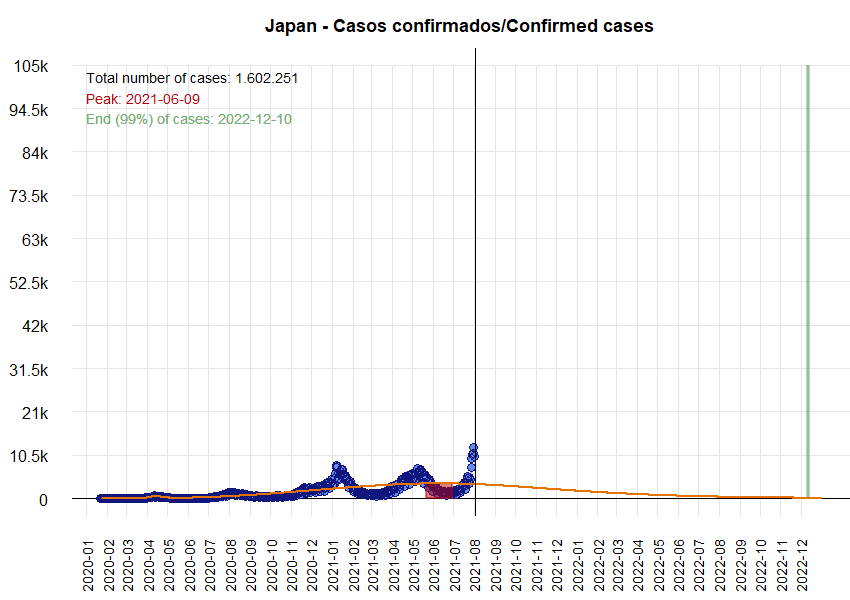 Japan - Casos confirmados/Confirmed cases
Total number of cases: 1.602.251
Peak: 2021-06-09
End (99%) of cases: 2022-12-10
105k
94.5k
84k
73.5k
63k
52.5k
42k
31.5k
21k
10.5k
0
2020-01
2020-02
2020-03
2020-04
2020-05
2020-06
2020-07
2020-08
2020-09
2020-10
2020-11
2020-12
2021-01
2021-02
2021-03
2021-04
2021-05
2021-06
2021-07
2021-08
2021-09
2021-10
2021-11
2021-12
2022-01
2022-02
2022-03
2022-04
2022-05
2022-06
2022-07
2022-08
2022-09
2022-10
2022-11
2022-12